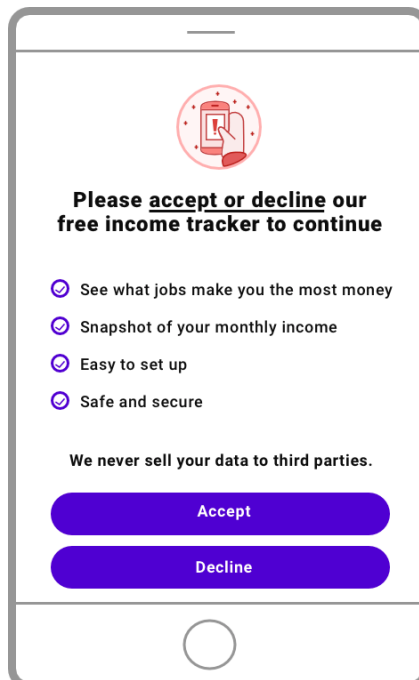 Please accept or decline our
free income tracker to continue
See what jobs make you the most money
Snapshot of your monthly income
Easy to set up
Safe and secure
We never sell your data to third parties.
Accept
Decline